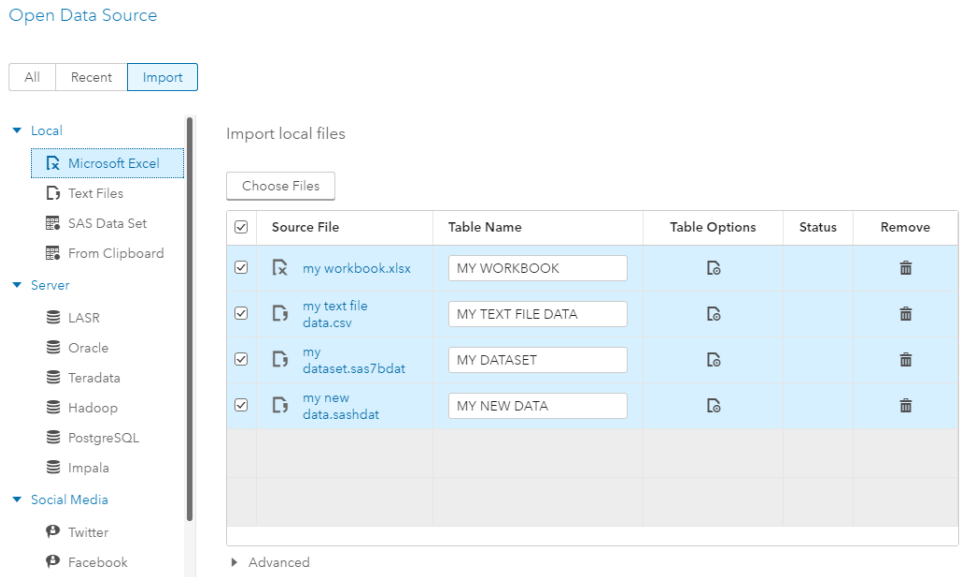 Open Data Source
All Recent Import
Local
Microsoft Excel
Text Files
SAS Data Set
From Clipboard
Server
LASR
Oracle
Teradata
Hadoop
PostgreSQL
Impala
Social Media
Twitter
Facebook
Import local files
Choose Files
Source File Table Name Table Options Status Remove
my workbook.xlsx MY WORKBOOK
my text file
data.csv MY TEXT FILE DATA
my
dataset.sas7bdat MY DATASET
my new
data.sashdat MY NEW DATA
Advanced